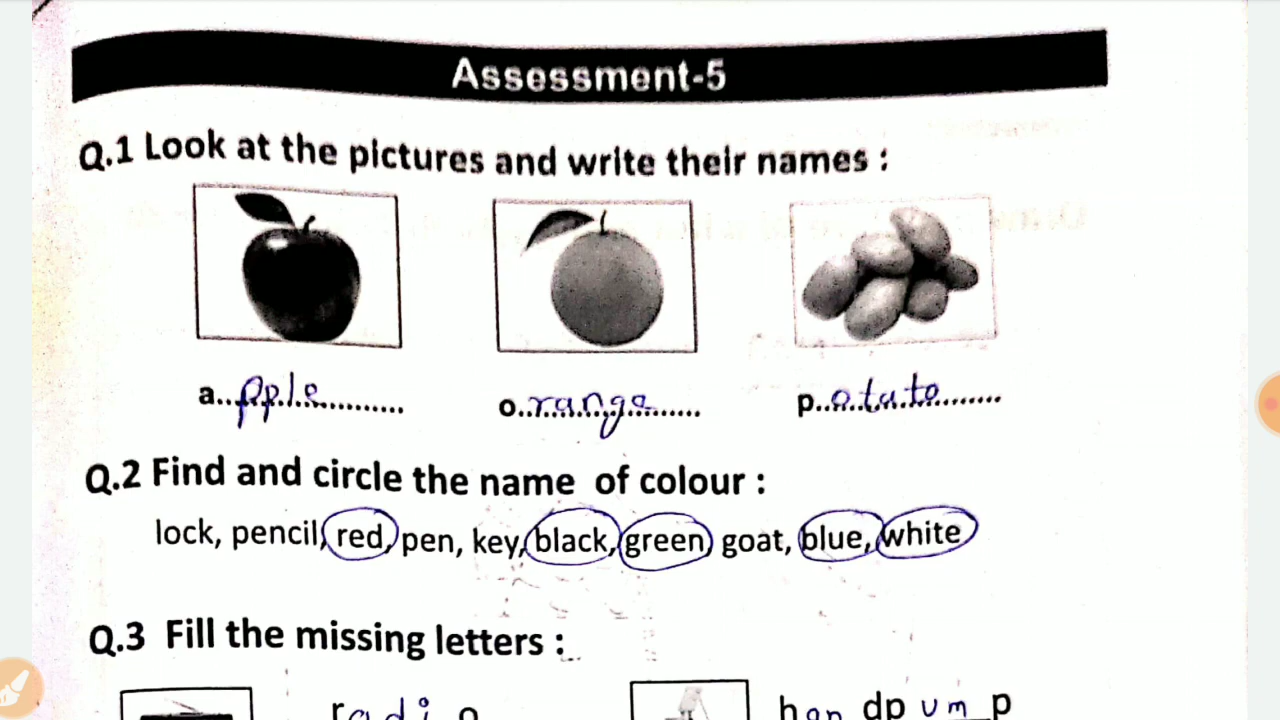 Assessment-5
Q.1 Look at the pictures and write their names :
a..pple............ o..range............ p..otato............
Q.2 Find and circle the name of colour :
lock, pencil, red, pen, key, black, green, goat, blue, white
Q.3 Fill the missing letters :
radio handpump